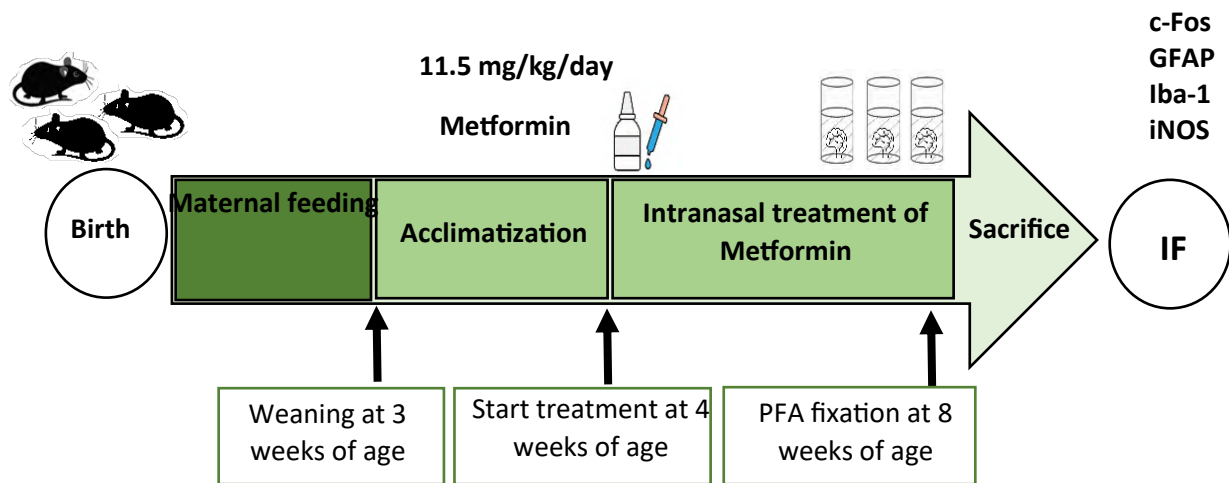 c-Fos
GFAP
Iba-1
iNOS
11.5 mg/kg/day
Metformin
Birth
Maternal feeding
Acclimatization
Intranasal treatment of
Metformin
Sacrifice
IF
Weaning at 3
weeks of age
Start treatment at 4
weeks of age
PFA fixation at 8
weeks of age